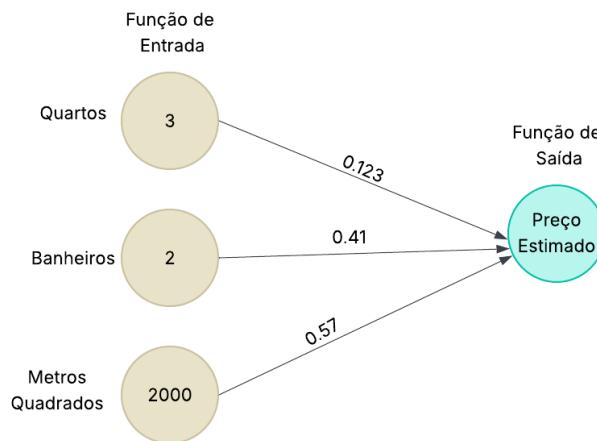 Função de
Entrada
Quartos
3
0.123
Função de
Saída
Preço
Estimado
Banheiros
2
0.41
0.57
Metros
Quadrados
2000